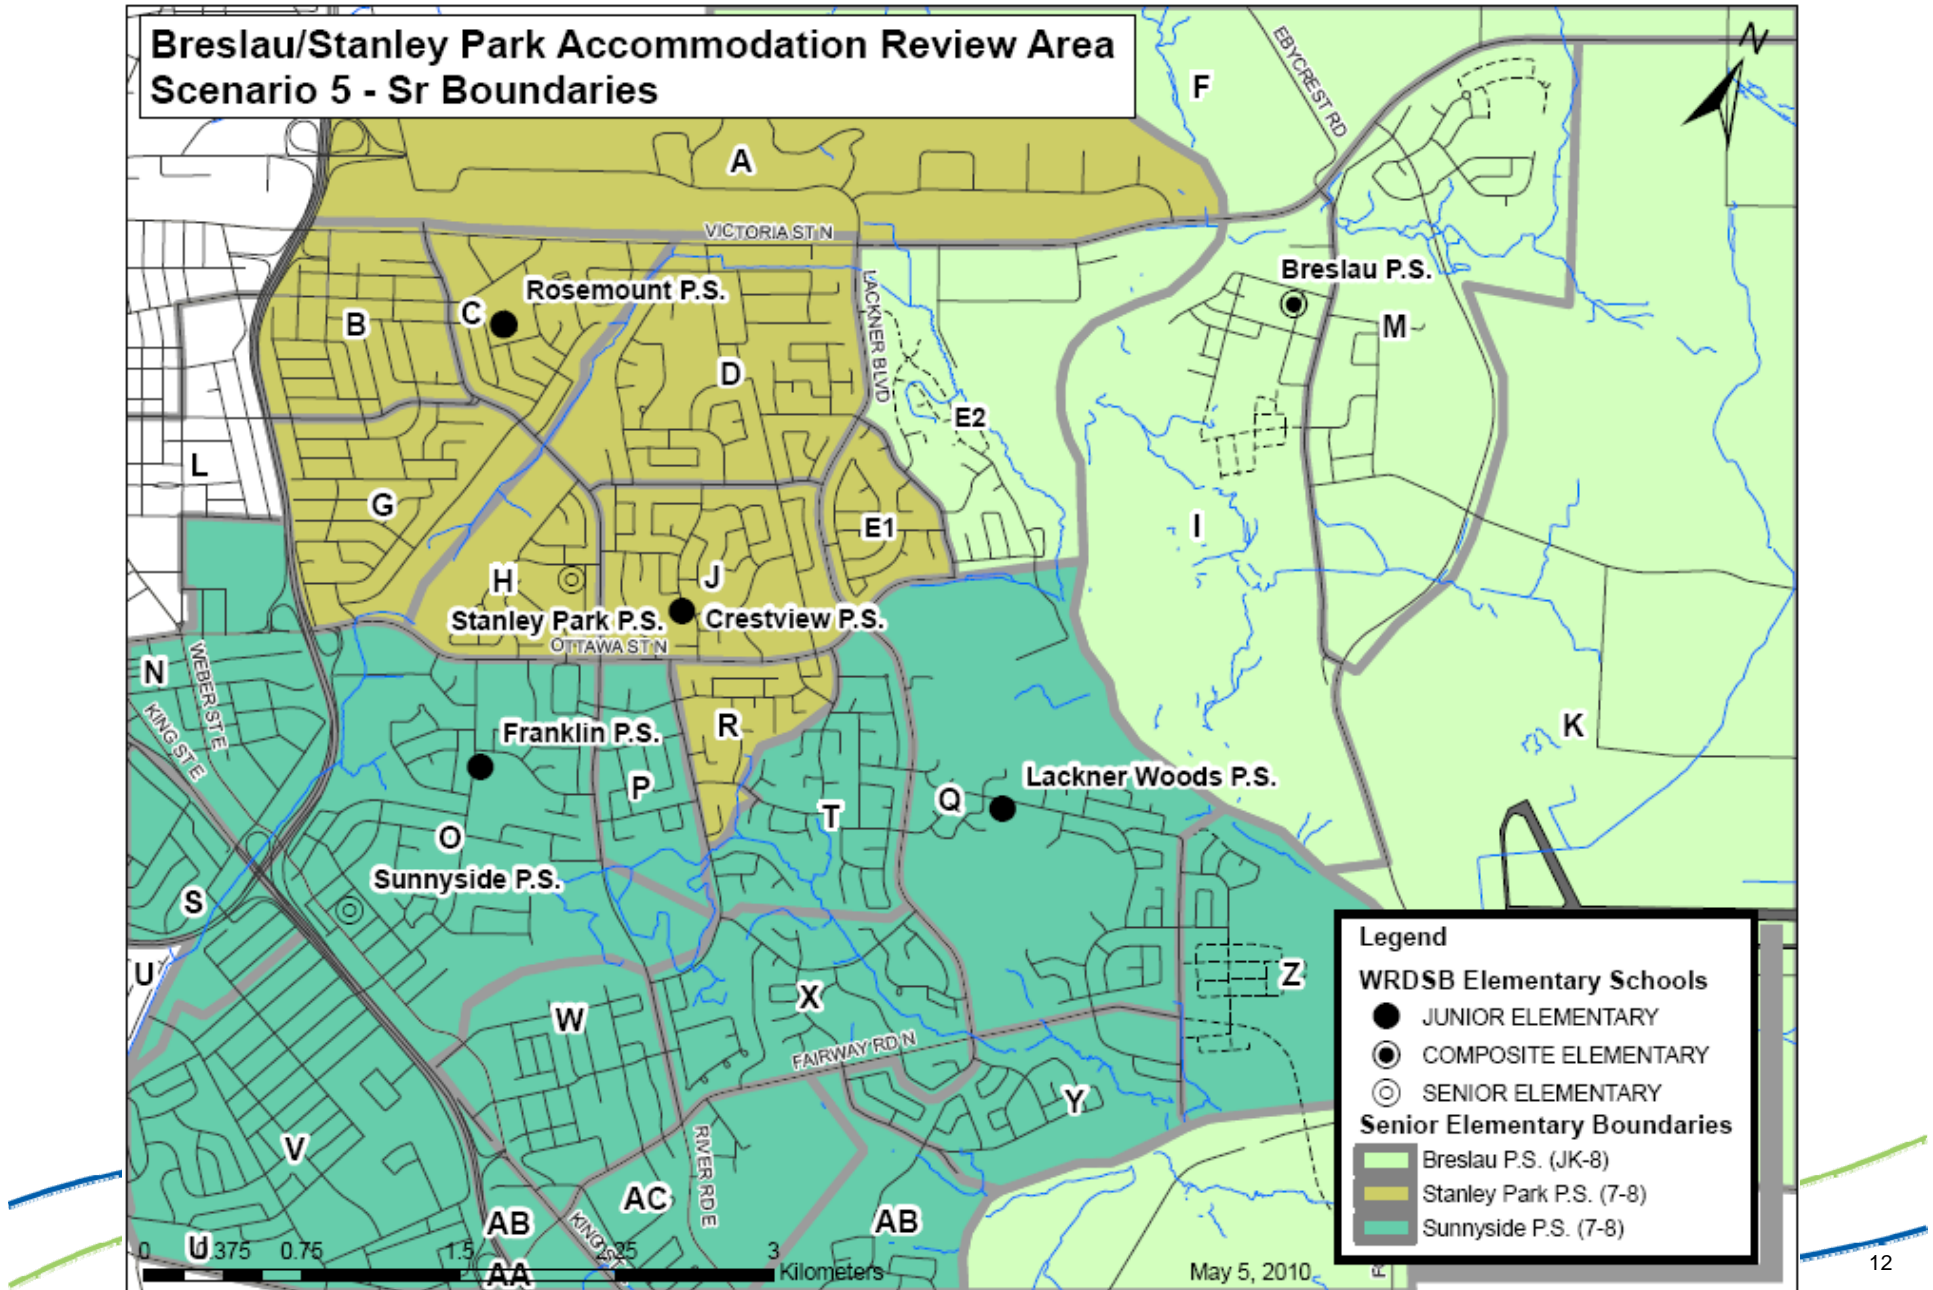 Breslau/Stanley Park Accommodation Review Area
Scenario 5 - Sr Boundaries
N
F
EBYCREST RD
A
VICTORIA ST N
Breslau P.S.
Rosemount P.S.
LACKNER BLVD
B
C
M
D
E2
L
G
E1
I
H
J
Stanley Park P.S.
Crestview P.S.
OTTAWA ST N
N
WEBER ST E
KING ST E
Franklin P.S.
R
K
P
Lackner Woods P.S.
Q
T
O
Sunnyside P.S.
S
U
W
X
Z
FAIRWAY RD N
Y
V
RIVER RD E
AC
AB
AB
KING ST
U
AA
0 0.375 0.75 1.5 2.25 3
Kilometers
May 5, 2010
Legend
WRDSB Elementary Schools
JUNIOR ELEMENTARY
COMPOSITE ELEMENTARY
SENIOR ELEMENTARY
Senior Elementary Boundaries
Breslau P.S. (JK-8)
Stanley Park P.S. (7-8)
Sunnyside P.S. (7-8)
12